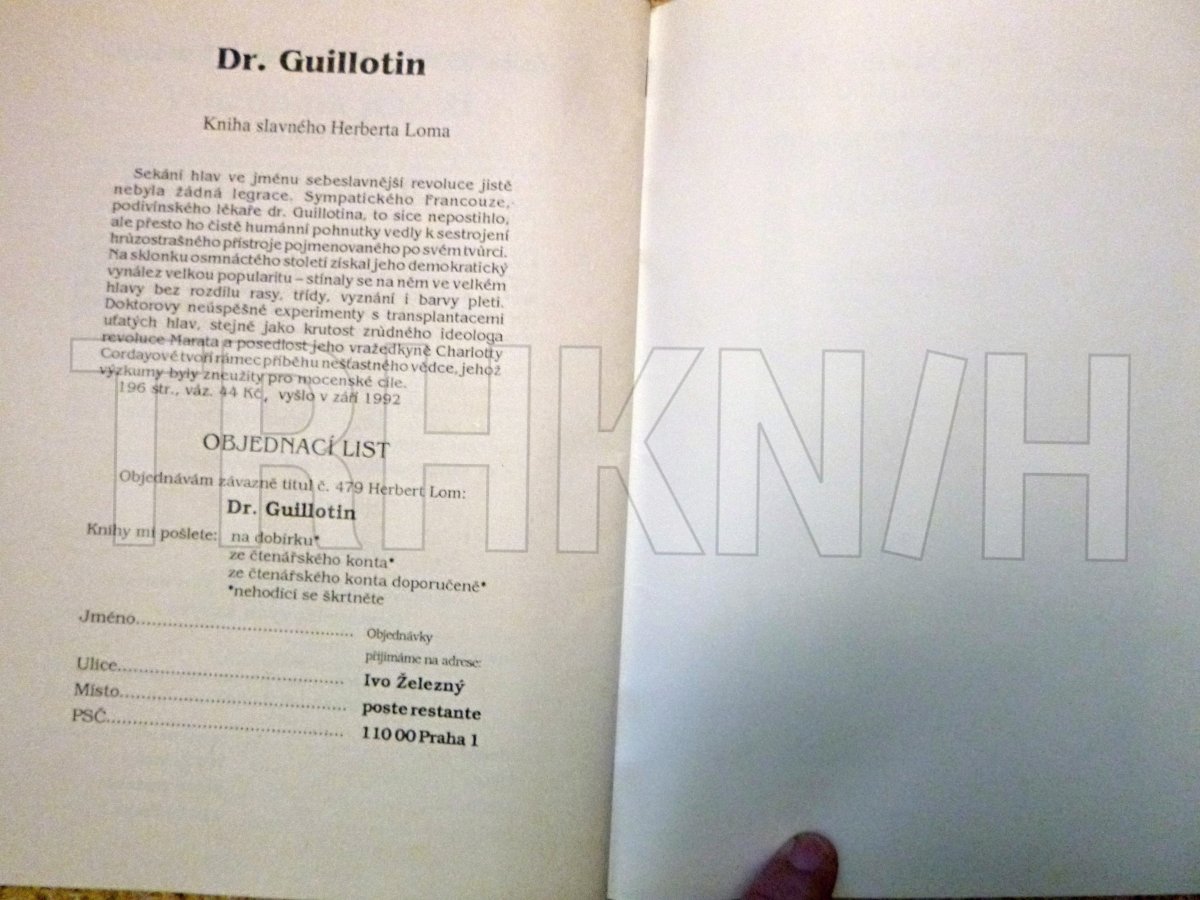 Dr. Guillotin
Kniha slavného Herberta Loma
Sekání hlav ve jménu sebeslavnější revoluce jistě
nebyla žádná legrace. Sympatického Francouze,
podivínského lékaře dr. Guillotina, to sice nepostihlo,
ale přesto ho čistě humánní pohnutky vedly k sestrojení
hrůzostrašného přístroje pojmenovaného po svém tvůrci.
Na sklonku osmnáctého století získal jeho demokratický
vynález velkou popularitu – stínaly se na něm ve velkém
hlavy bez rozdílu rasy, třídy, vyznání i barvy pleti.
Doktorovy neúspěšné experimenty s transplantacemi
uťatých hlav, stejně jako krutost zrůdného ideologa
revoluce Marata a posedlost jeho vražedkyně Charlotty
Cordayové tvoří rámec příběhu nešťastného vědce, jehož
výzkumy byly zneužity pro mocenské cíle.
196 str., váz. 44 Kč, vyšlo v září 1992
OBJEDNACÍ LIST
Objednávám závazně titul č. 479 Herbert Lom:
Dr. Guillotin
Knihy mi pošlete: na dobírku*
ze čtenářského konta*
ze čtenářského konta doporučeně*
*nehodící se škrtněte
Jméno.......................................... Objednávky
přijímáme na adrese:
Ulice............................................ Ivo Železný
Místo............................................ poste restante
PSČ.............................................. 110 00 Praha 1
TRHKN/H